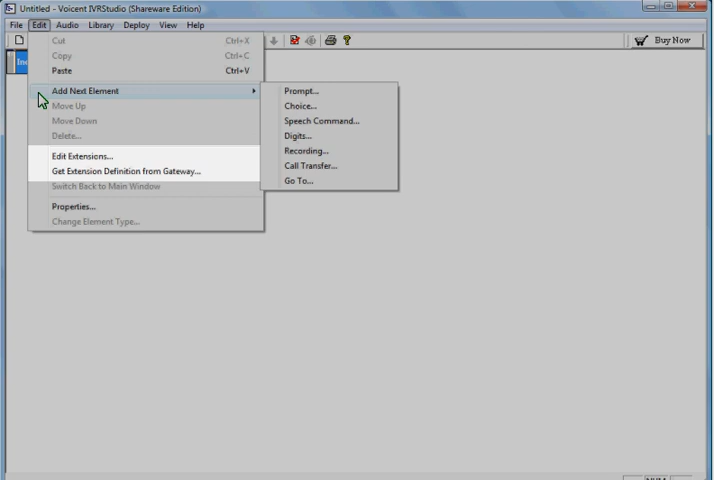 Untitled - Voicent IVRStudio (Shareware Edition)
File Edit Audio Library Deploy View Help
Buy Now
Cut Ctrl+X
Copy Ctrl+C
Paste Ctrl+V
Add Next Element
Move Up
Move Down
Delete...
Edit Extensions...
Get Extension Definition from Gateway...
Switch Back to Main Window
Properties...
Change Element Type...
Prompt...
Choice...
Speech Command...
Digits...
Recording...
Call Transfer...
Go To...